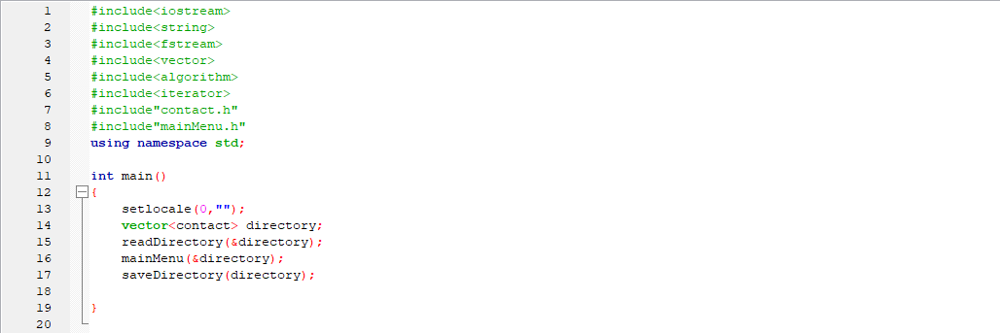 1 #include<iostream>
2 #include<string>
3 #include<fstream>
4 #include<vector>
5 #include<algorithm>
6 #include<iterator>
7 #include"contact.h"
8 #include"mainMenu.h"
9 using namespace std;
10
11 int main()
12 {
13 setlocale(0,"");
14 vector<contact> directory;
15 readDirectory(&directory);
16 mainMenu(&directory);
17 saveDirectory(directory);
18
19 }
20